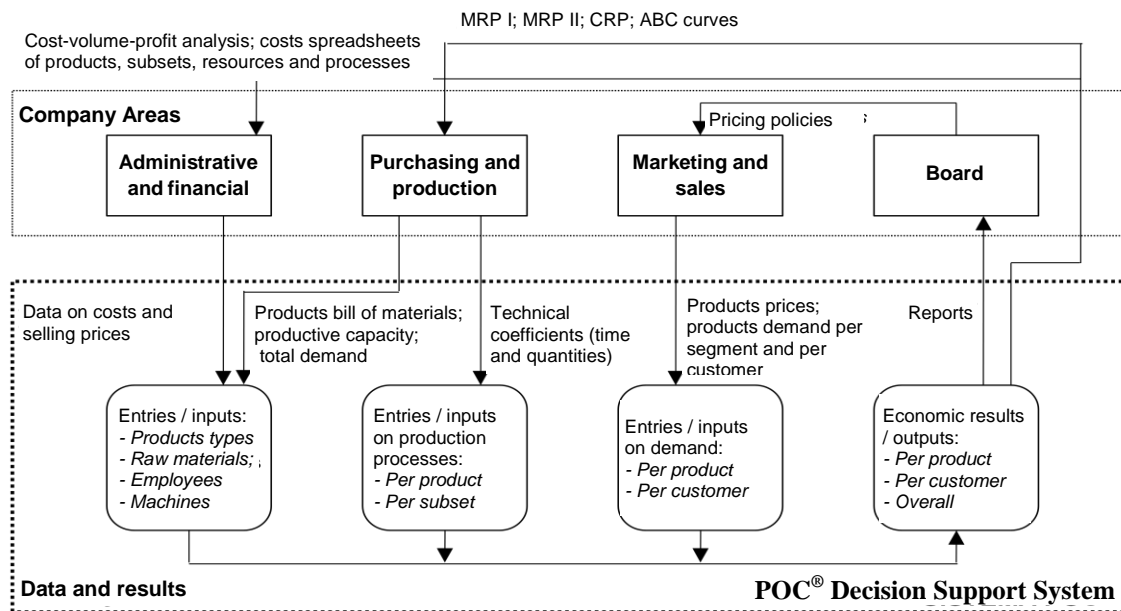 MRP I; MRP II; CRP; ABC curves
Cost-volume-profit analysis; costs spreadsheets
of products, subsets, resources and processes
Company Areas
Pricing policies
Administrative
and financial
Purchasing and
production
Marketing and
sales
Board
Data on costs and
selling prices
Products bill of materials;
productive capacity;
total demand
Technical
coefficients (time
and quantities)
Products prices;
products demand per
segment and per
customer
Reports
Entries / inputs:
- Products types
- Raw materials;
- Employees
- Machines
Entries / inputs
on production
processes:
- Per product
- Per subset
Entries / inputs
on demand:
- Per product
- Per customer
Economic results
/ outputs:
- Per product
- Per customer
- Overall
Data and results
POC® Decision Support System